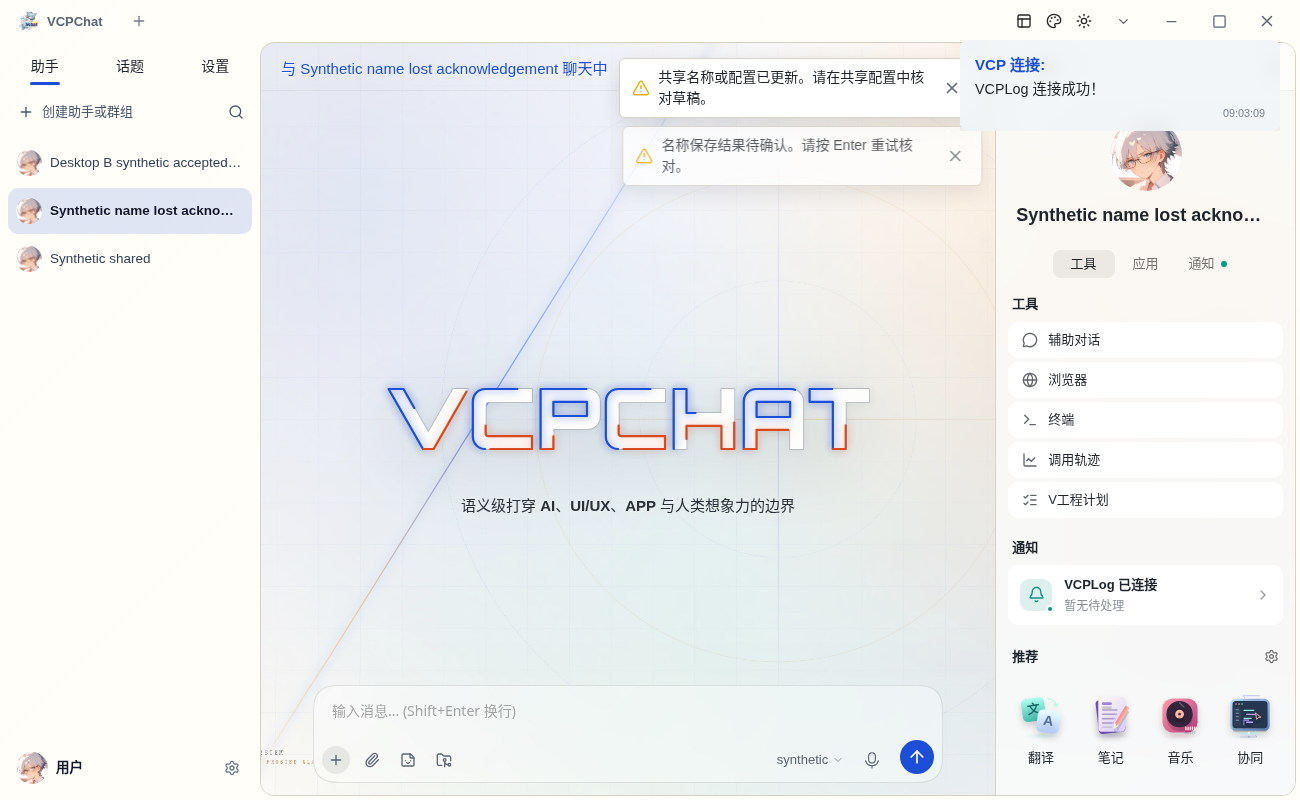 VCPChat
助手
话题
设置
创建助手或群组
Desktop B synthetic accepted…
Synthetic name lost ackno…
Synthetic shared
用户
与 Synthetic name lost acknowledgement 聊天中
共享名称或配置已更新。请在共享配置中核
对草稿。
名称保存结果待确认。请按 Enter 重试核
对。
VCP 连接:
VCPLog 连接成功！
09:03:09
VCPCHAT
语义级打穿 AI、UI/UX、APP 与人类想象力的边界
输入消息... (Shift+Enter 换行)
synthetic
Synthetic name lost ackno…
工具
应用
通知
工具
辅助对话
浏览器
终端
调用轨迹
V工程计划
通知
VCPLog 已连接
暂无待处理
推荐
翻译
笔记
音乐
协同